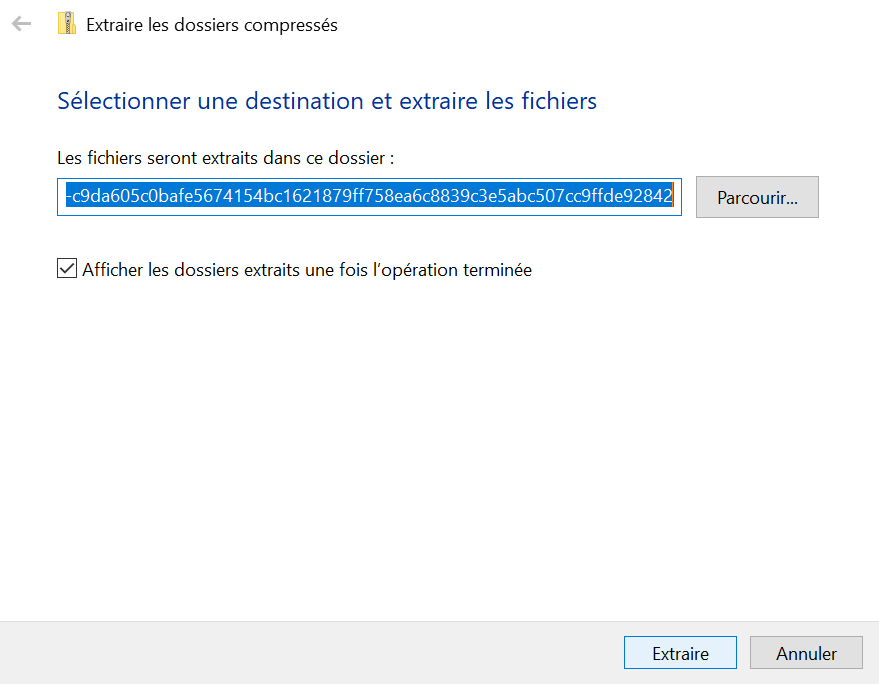 Extraire les dossiers compressés
Sélectionner une destination et extraire les fichiers
Les fichiers seront extraits dans ce dossier :
-c9da605c0bafe5674154bc1621879ff758ea6c8839c3e5abc507cc9ffde92842
Parcourir...
Afficher les dossiers extraits une fois l'opération terminée
Extraire
Annuler